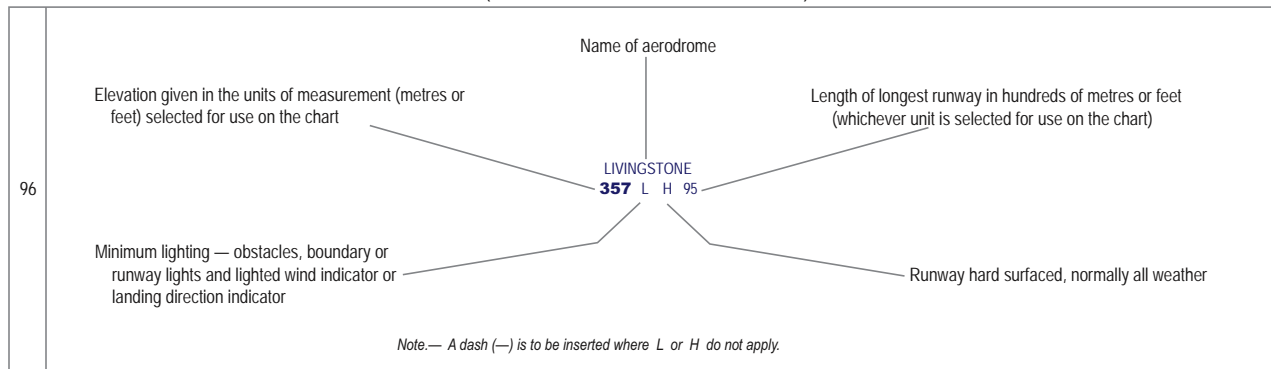 Name of aerodrome
Elevation given in the units of measurement (metres or
feet) selected for use on the chart
Length of longest runway in hundreds of metres or feet
(whichever unit is selected for use on the chart)
96
LIVINGSTONE
357 L H 95
Minimum lighting — obstacles, boundary or
runway lights and lighted wind indicator or
landing direction indicator
Runway hard surfaced, normally all weather
Note.— A dash (—) is to be inserted where L or H do not apply.